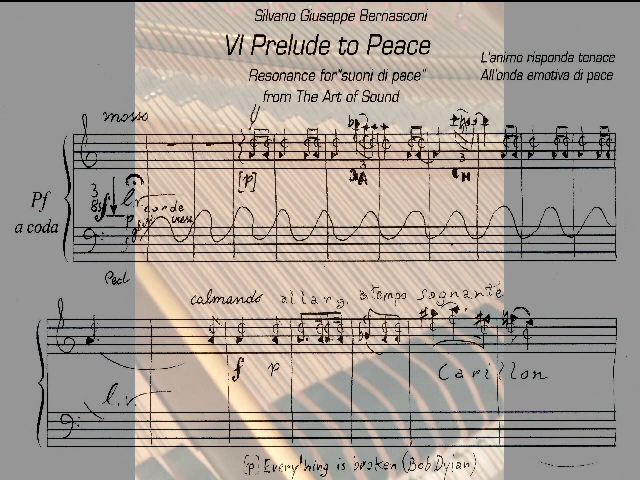 Silvano Giuseppe Bernasconi
VI Prelude to Peace
L'animo risponda tenace
Resonance for "suoni di pace"
All'onda emotiva di pace
from The Art of Sound
mosso
[p]
Pf
a coda
l.v.
corde
Ped
calmando allarg. 3 tempo sognante
f p
Carillon
l.v.
[p] Everything is broken (Bob Dylan)